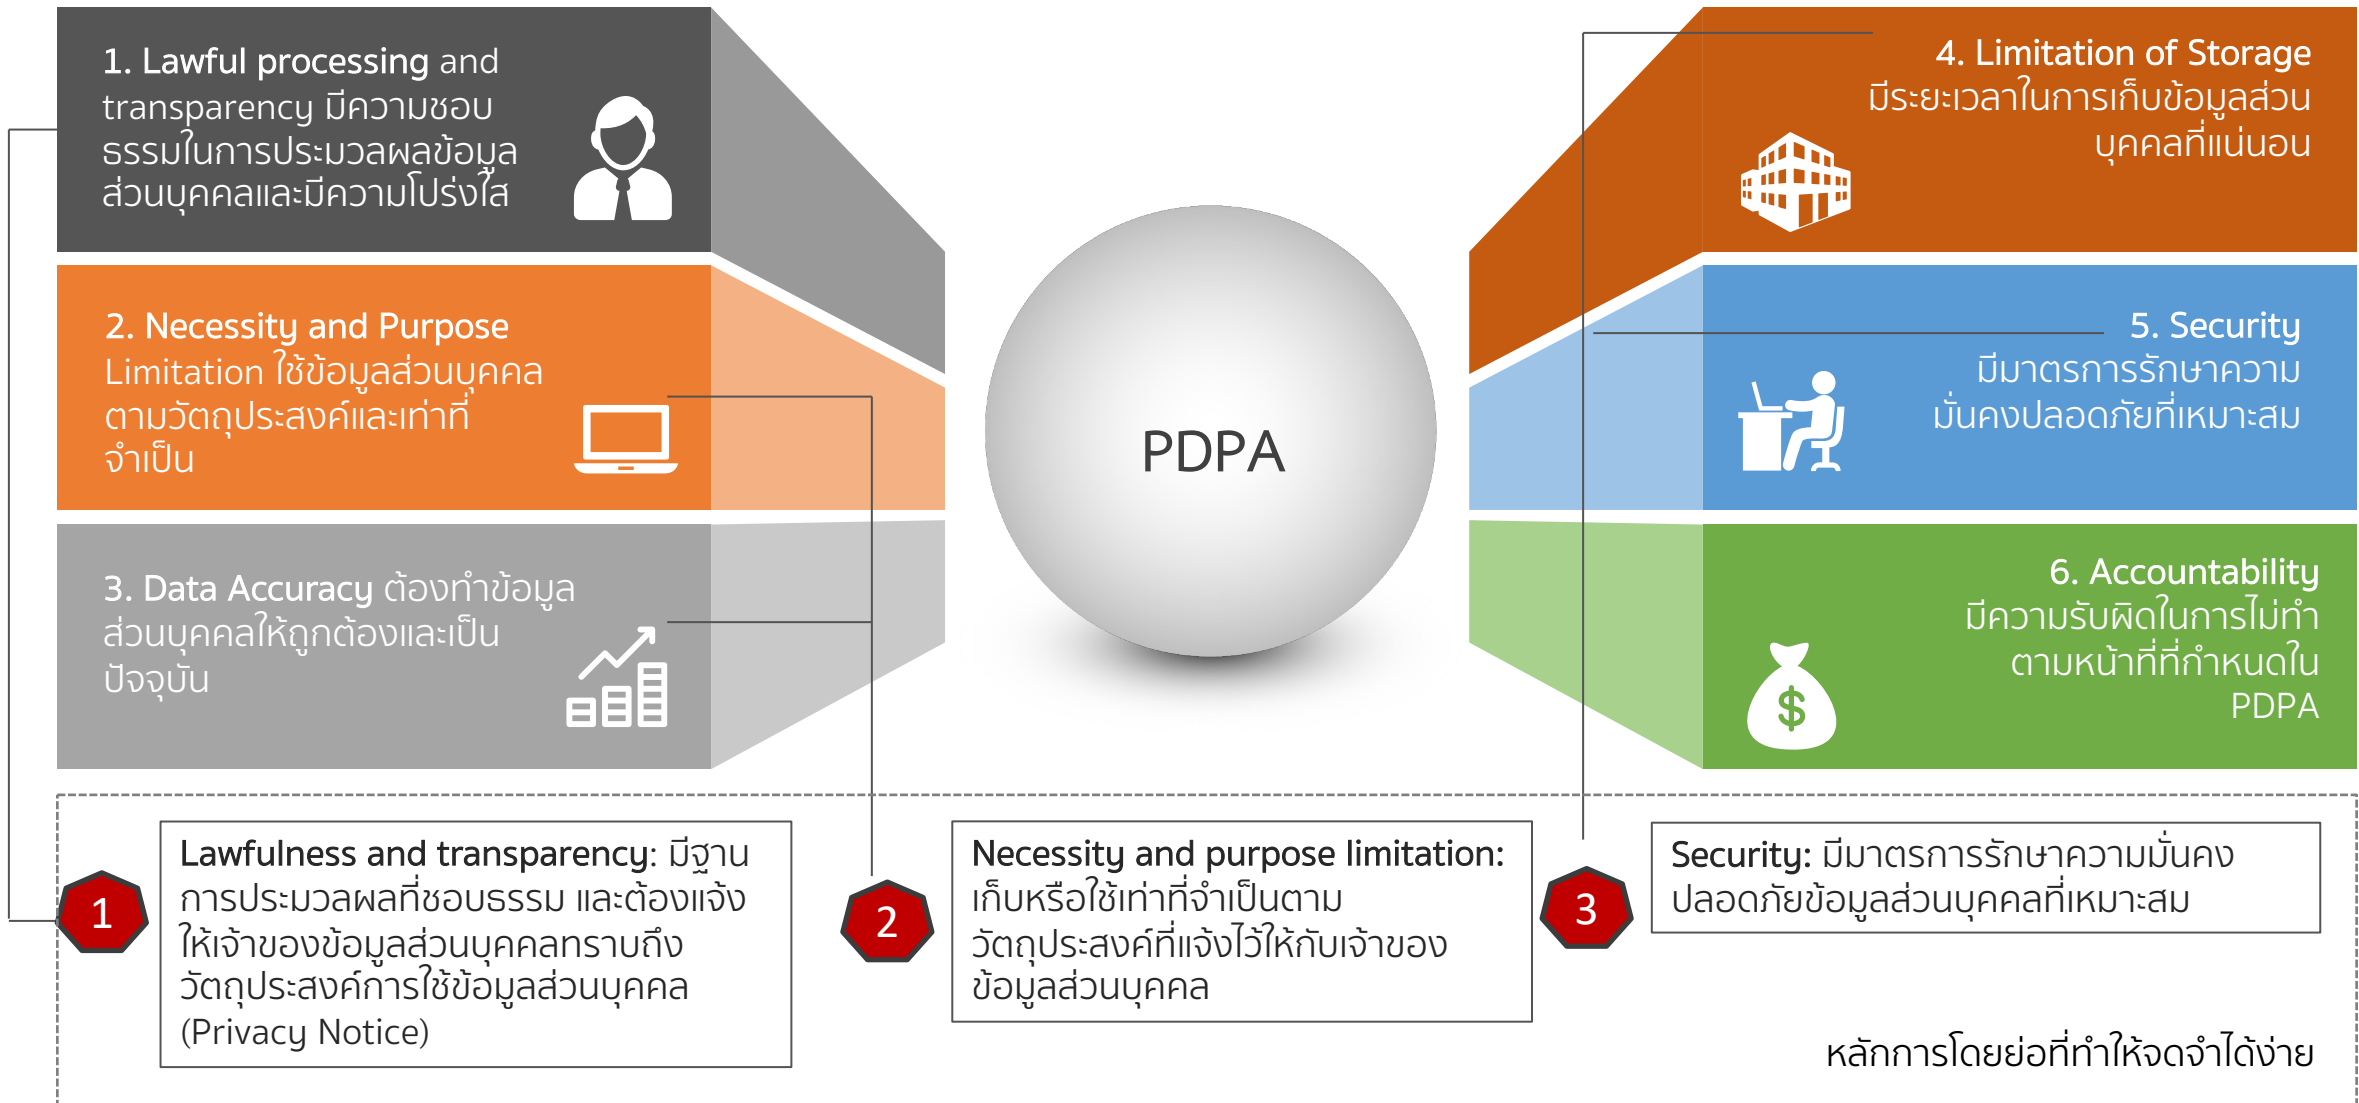 1. Lawful processing and
transparency มีความชอบ
ธรรมในการประมวลผลข้อมูล
ส่วนบุคคลและมีความโปร่งใส
2. Necessity and Purpose
Limitation ใช้ข้อมูลส่วนบุคคล
ตามวัตถุประสงค์และเท่าที่
จำเป็น
3. Data Accuracy ต้องทำข้อมูล
ส่วนบุคคลให้ถูกต้องและเป็น
ปัจจุบัน
PDPA
4. Limitation of Storage
มีระยะเวลาในการเก็บข้อมูลส่วน
บุคคลที่แน่นอน
5. Security
มีมาตรการรักษาความ
มั่นคงปลอดภัยที่เหมาะสม
6. Accountability
มีความรับผิดในการไม่ทำ
ตามหน้าที่ที่กำหนดใน
PDPA
$
1
Lawfulness and transparency: มีฐาน
การประมวลผลที่ชอบธรรม และต้องแจ้ง
ให้เจ้าของข้อมูลส่วนบุคคลทราบถึง
วัตถุประสงค์การใช้ข้อมูลส่วนบุคคล
(Privacy Notice)
2
Necessity and purpose limitation:
เก็บหรือใช้เท่าที่จำเป็นตาม
วัตถุประสงค์ที่แจ้งไว้ให้กับเจ้าของ
ข้อมูลส่วนบุคคล
3
Security: มีมาตรการรักษาความมั่นคง
ปลอดภัยข้อมูลส่วนบุคคลที่เหมาะสม
หลักการโดยย่อที่ทำให้จดจำได้ง่าย